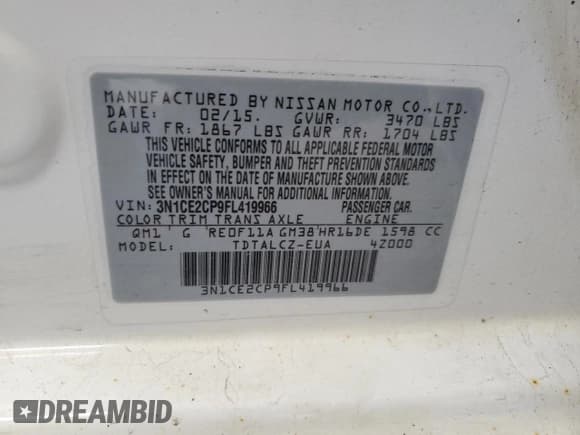 MANUFACTURED BY NISSAN MOTOR CO.,LTD.
DATE: 02/15. GVWR: 3470 LBS
GAWR FR: 1867 LBS GAWR RR: 1704 LBS
THIS VEHICLE CONFORMS TO ALL APPLICABLE FEDERAL MOTOR
VEHICLE SAFETY, BUMPER AND THEFT PREVENTION STANDARDS
IN EFFECT ON THE DATE OF MANUFACTURE SHOWN ABOVE.
SEE OWNER'S MANUAL FOR ADDITIONAL INFORMATION.
VIN: 3N1CE2CP9FL419966 PASSENGER CAR.
COLOR TRIM TRANS AXLE ENGINE
QM1 G RE0F11A GM38 HR16DE 1598 CC
MODEL: TDTALCZ-EUA 4Z000
3N1CE2CP9FL419966
DREAMBID
DREAMBID